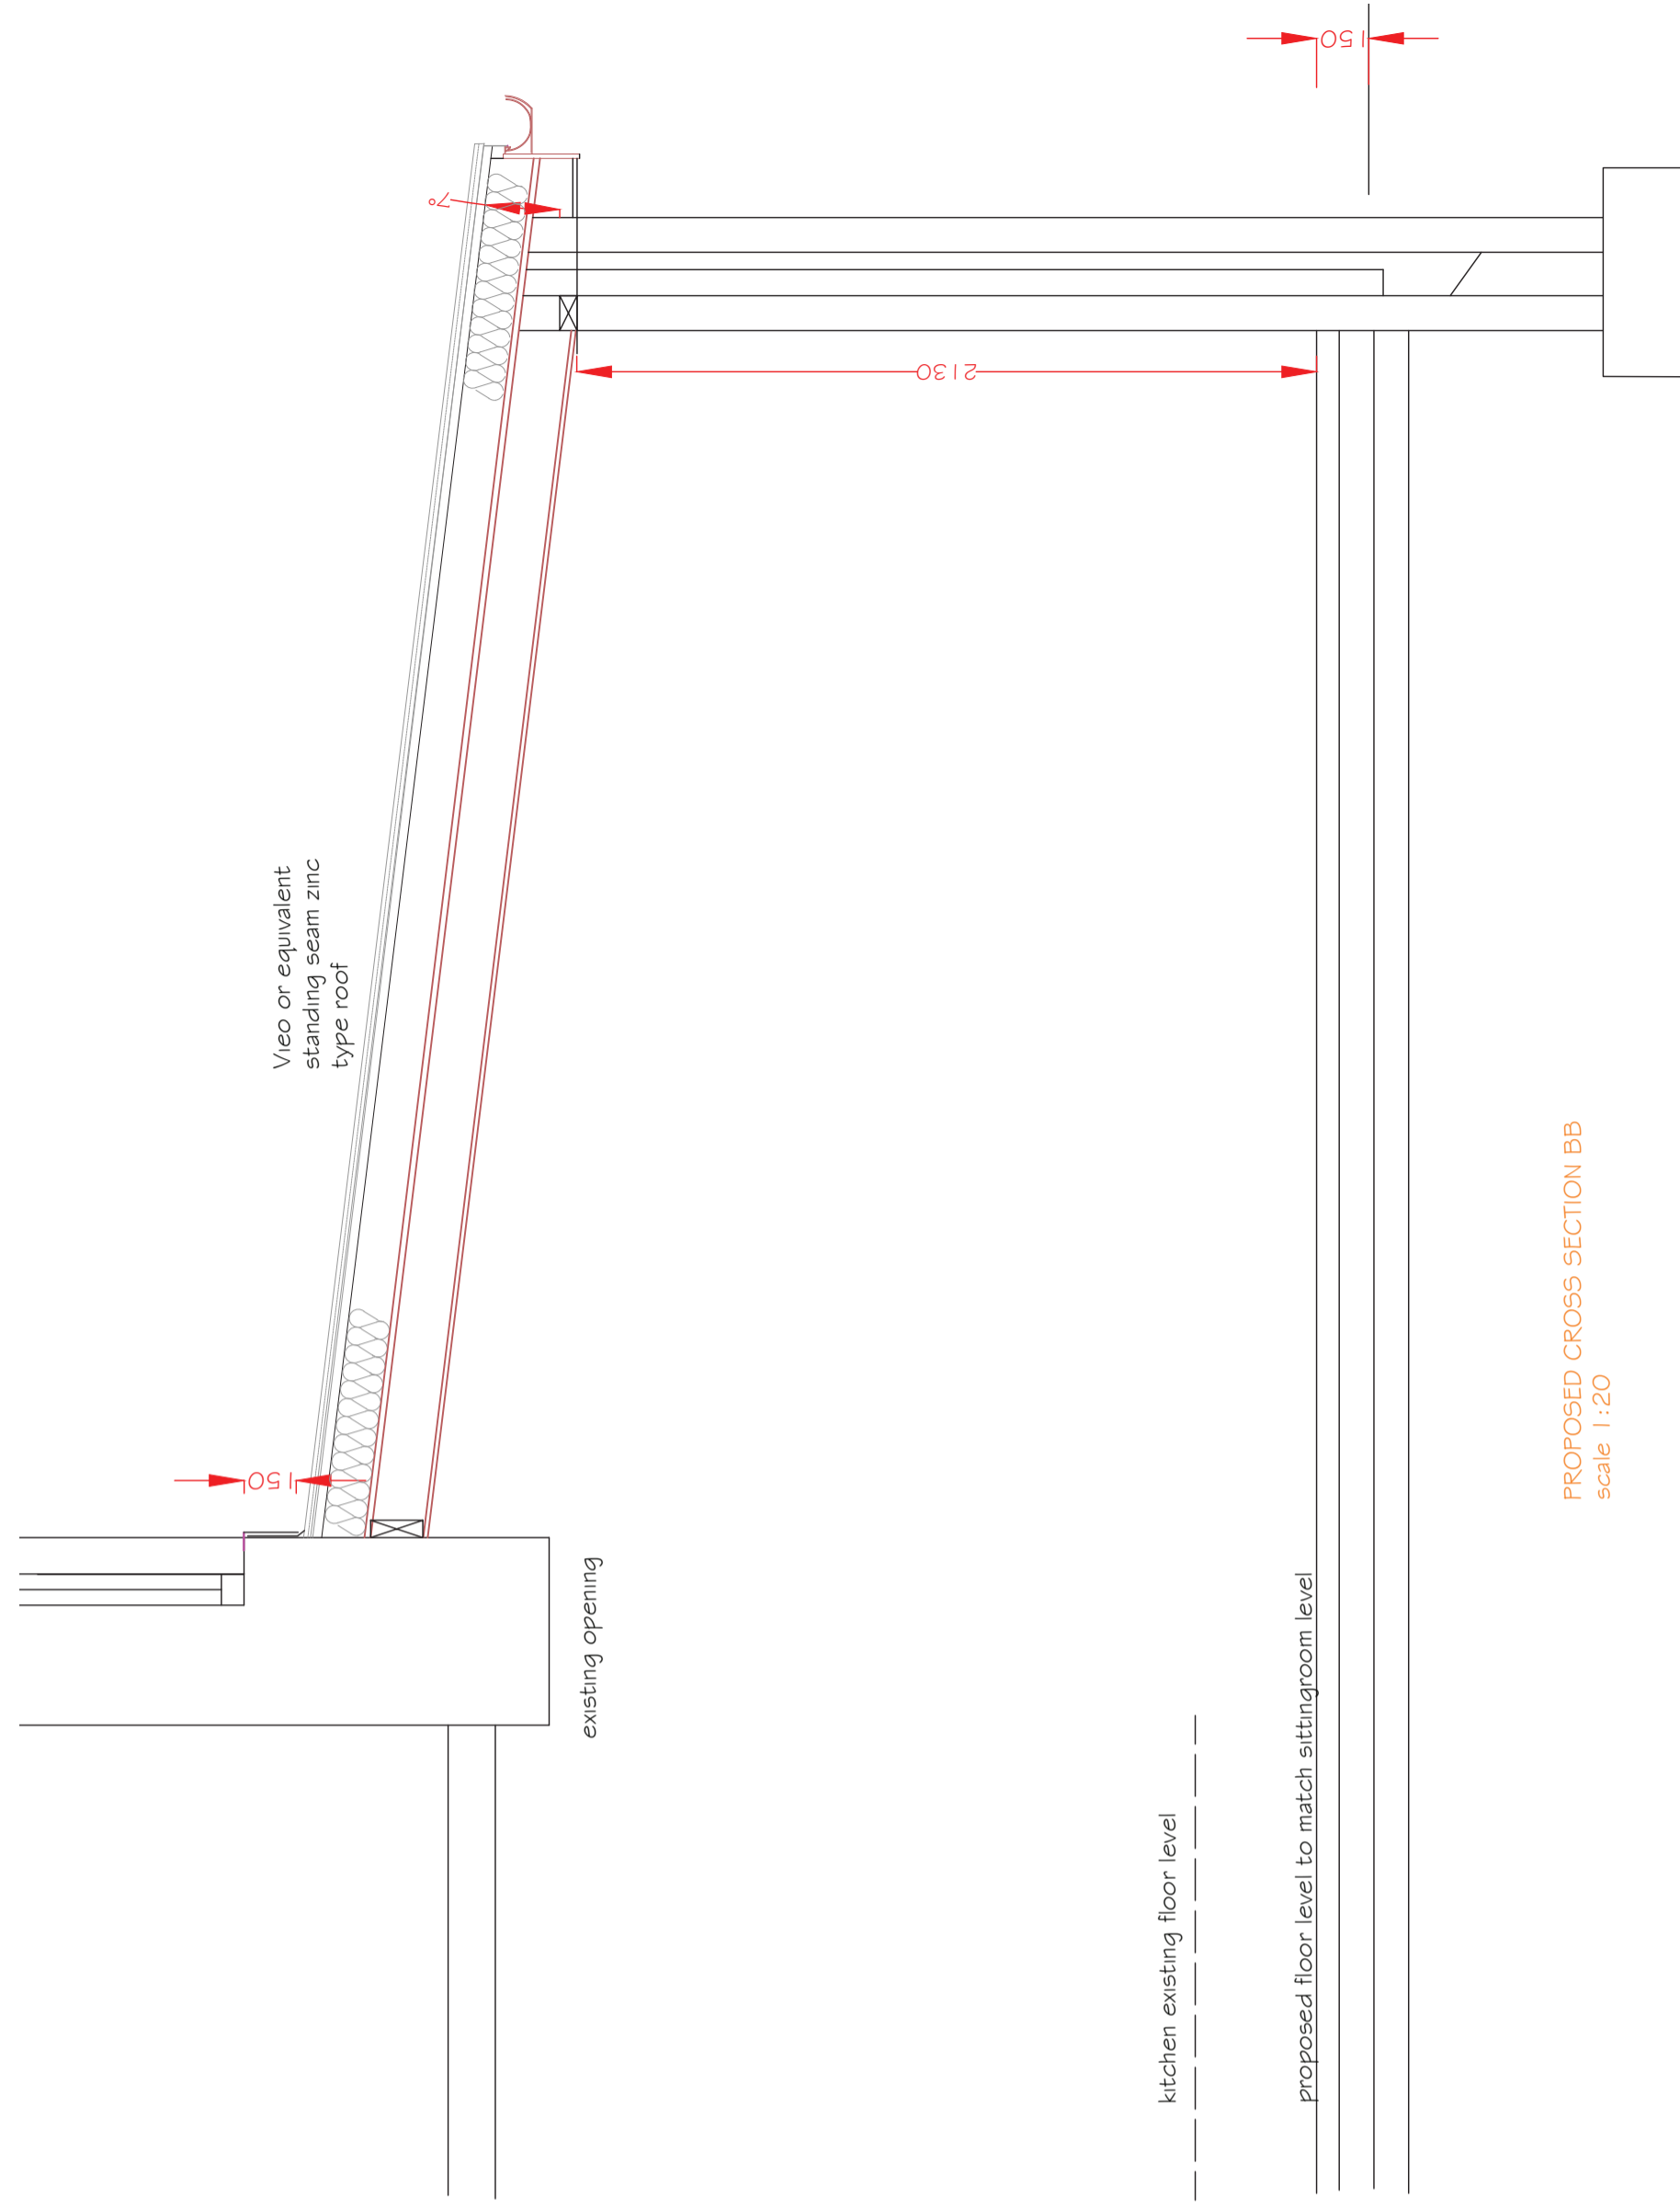 150
7°
2130
Vieo or equivalent
standing seam zinc
type roof
150
existing opening
kitchen existing floor level
proposed floor level to match sittingroom level
PROPOSED CROSS SECTION BB
scale 1:20